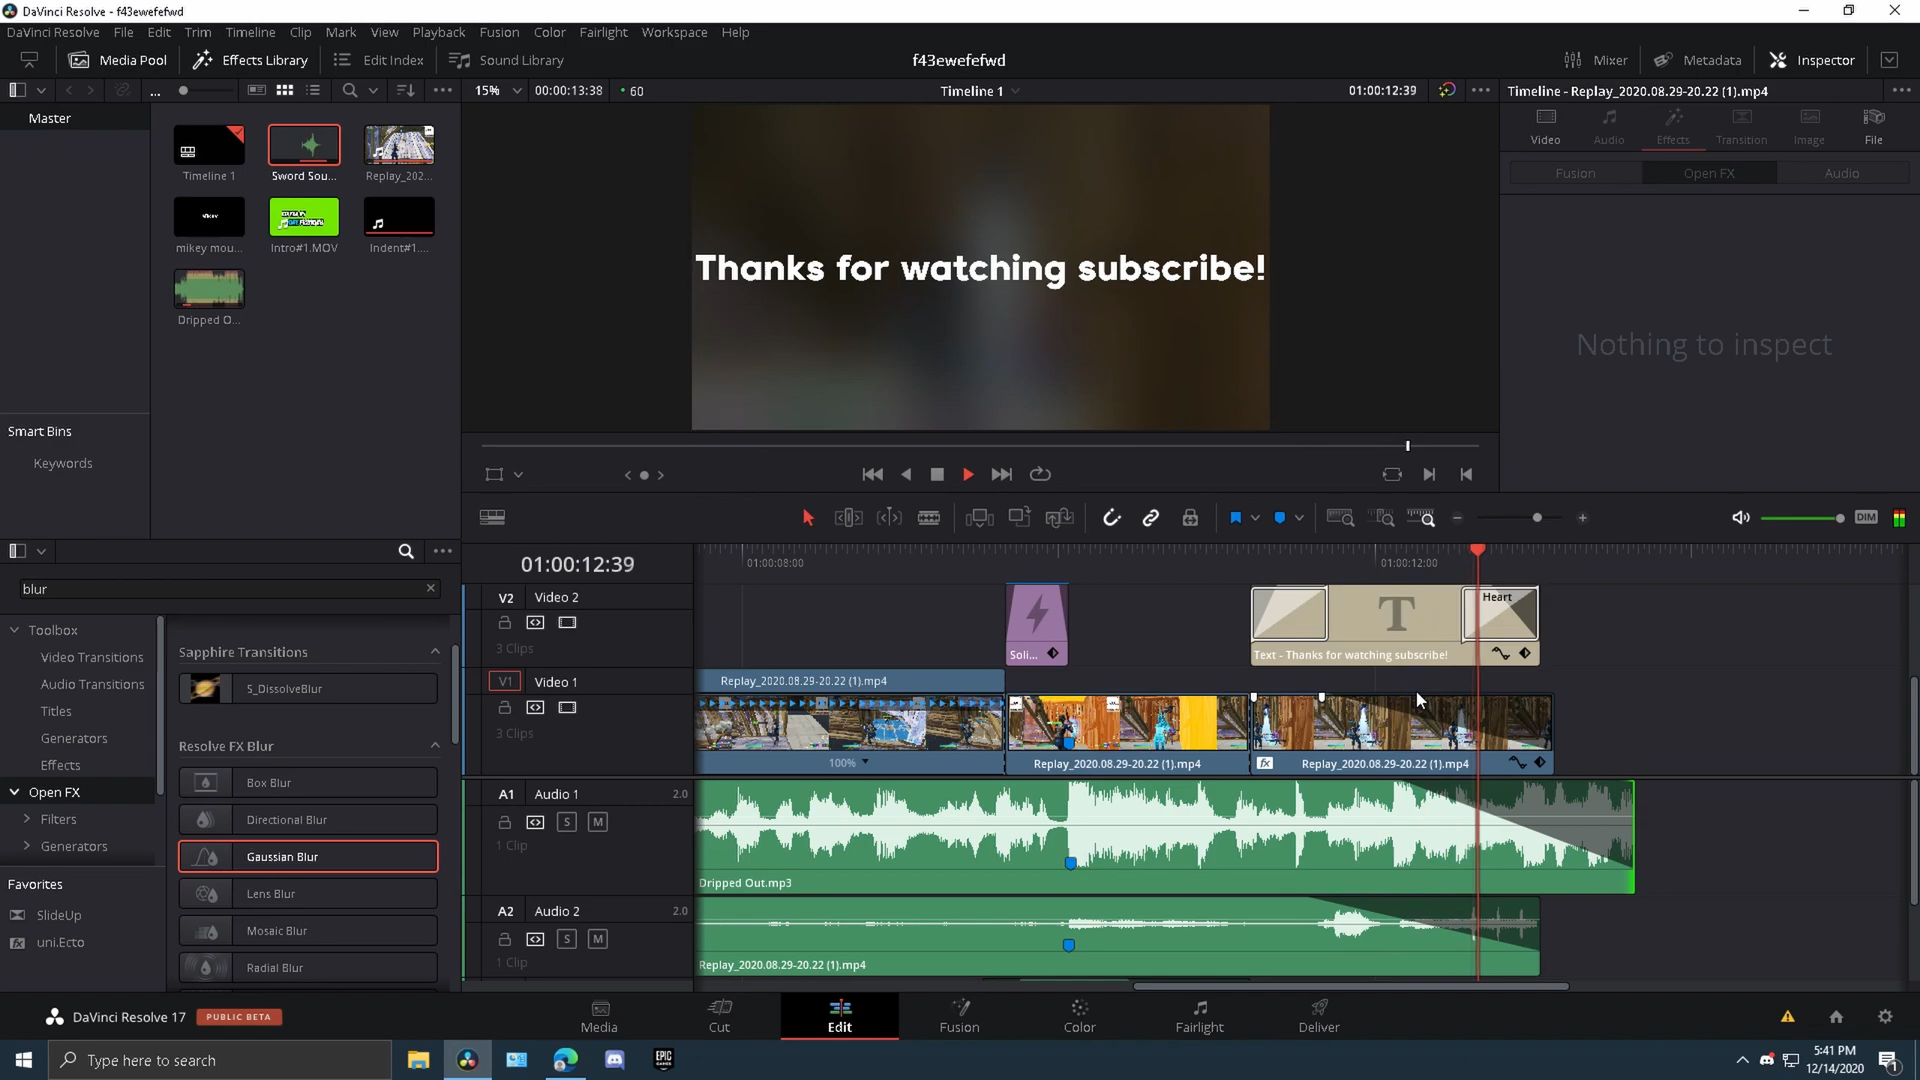 DaVinci Resolve - f43ewefefwd
DaVinci Resolve File Edit Trim Timeline Clip Mark View Playback Fusion Color Fairlight Workspace Help
Media Pool Effects Library Edit Index Sound Library f43ewefefwd Mixer Metadata Inspector
... 15% 00:00:13:38 60 Timeline 1 01:00:12:39 Timeline - Replay_2020.08.29-20.22 (1).mp4
Master
Timeline 1 Sword Sou... Replay_202...
mikey mou... Intro#1.MOV Indent#1....
Dripped O...
Smart Bins
Keywords
Thanks for watching subscribe!
Video Audio Effects Transition Image File
Fusion Open FX Audio
Nothing to inspect
DIM
blur
Toolbox
Video Transitions
Audio Transitions
Titles
Generators
Effects
Open FX
Filters
Generators
Favorites
SlideUp
uni.Ecto
Sapphire Transitions
S_DissolveBlur
Resolve FX Blur
Box Blur
Directional Blur
Gaussian Blur
Lens Blur
Mosaic Blur
Radial Blur
01:00:12:39 01:00:08:00 01:00:12:00
V2 Video 2
3 Clips
Soli... T Heart
Text - Thanks for watching subscribe!
V1 Video 1
3 Clips
Replay_2020.08.29-20.22 (1).mp4
100% Replay_2020.08.29-20.22 (1).mp4 fx Replay_2020.08.29-20.22 (1).mp4
A1 Audio 1 2.0
S M
1 Clip
Dripped Out.mp3
A2 Audio 2 2.0
S M
1 Clip
Replay_2020.08.29-20.22 (1).mp4
DaVinci Resolve 17 PUBLIC BETA
Media Cut Edit Fusion Color Fairlight Deliver
Type here to search
EPIC GAMES
5:41 PM
12/14/2020
1